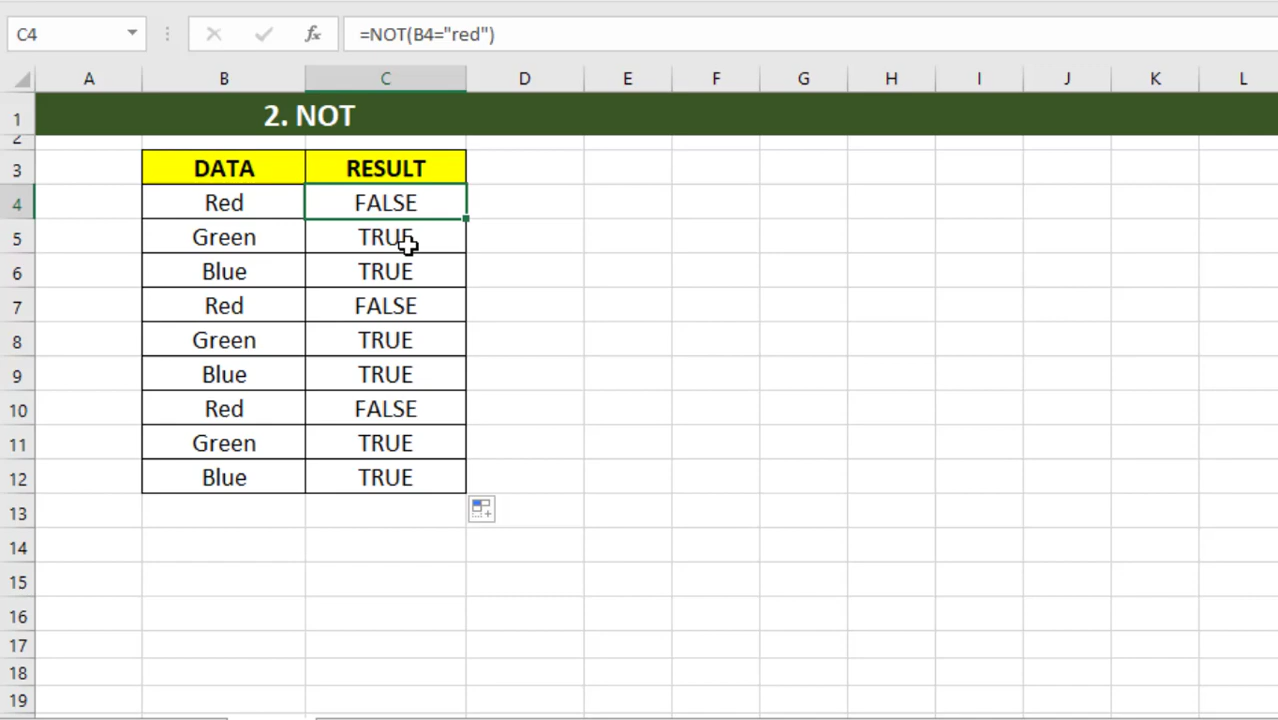 C4 fx =NOT(B4="red")
A B C D E F G H I J K L
1 2. NOT
2
3 DATA RESULT
4 Red FALSE
5 Green TRUE
6 Blue TRUE
7 Red FALSE
8 Green TRUE
9 Blue TRUE
10 Red FALSE
11 Green TRUE
12 Blue TRUE
13
14
15
16
17
18
19